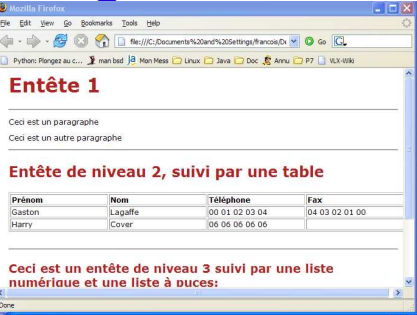 Mozilla Firefox
File Edit View Go Bookmarks Tools Help
file:///C:/Documents%20and%20Settings/francois/De Go G
Python: Plongez au c... man bsd Mon Mess Linux Java Doc Annu P7 VLX-Wiki
Entête 1
Ceci est un paragraphe
Ceci est un autre paragraphe
Entête de niveau 2, suivi par une table
Prénom Nom Téléphone Fax
Gaston Lagaffe 00 01 02 03 04 04 03 02 01 00
Harry Cover 06 06 06 06 06
Ceci est un entête de niveau 3 suivi par une liste
numérique et une liste à puces:
Done